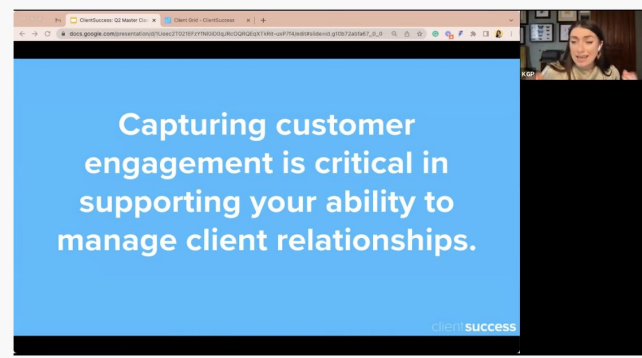 ClientSuccess: Q2 Master Cla
Client Grid - ClientSuccess
KGP
Capturing customer
engagement is critical in
supporting your ability to
manage client relationships.
clientsuccess